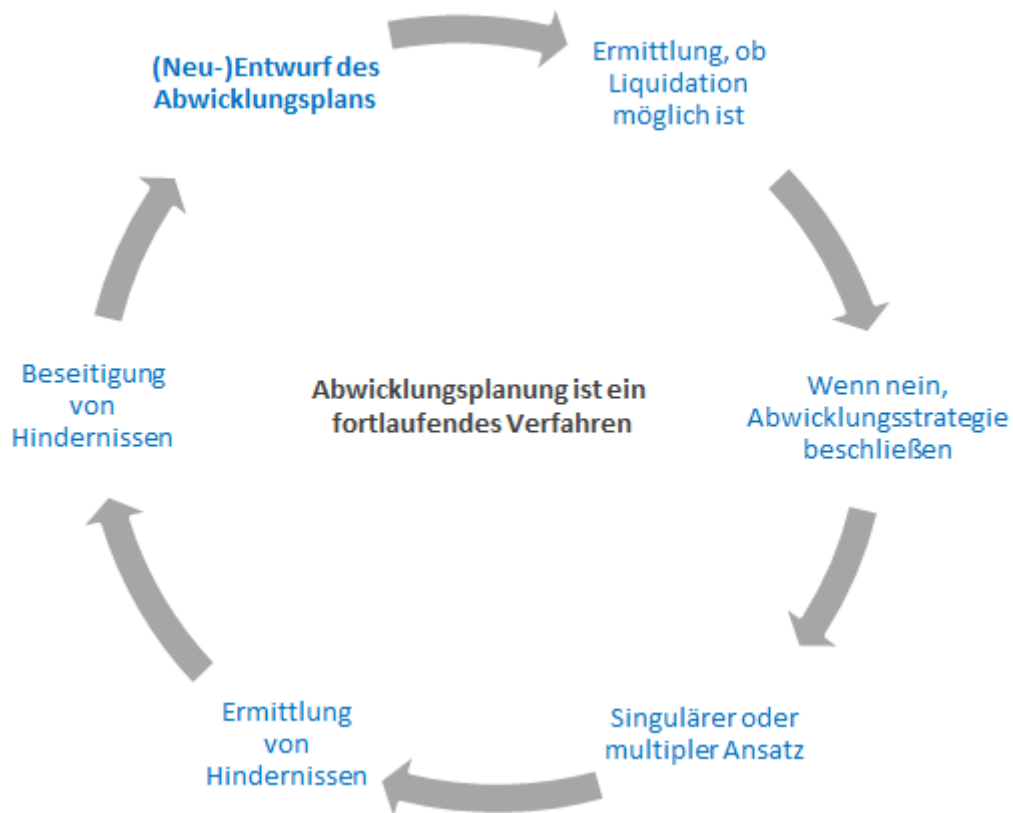 (Neu-)Entwurf des
Abwicklungsplans
Ermittlung, ob
Liquidation
möglich ist
Wenn nein,
Abwicklungsstrategie
beschließen
Singulärer oder
multipler Ansatz
Ermittlung
von
Hindernissen
Beseitigung
von
Hindernissen
Abwicklungsplanung ist ein
fortlaufendes Verfahren